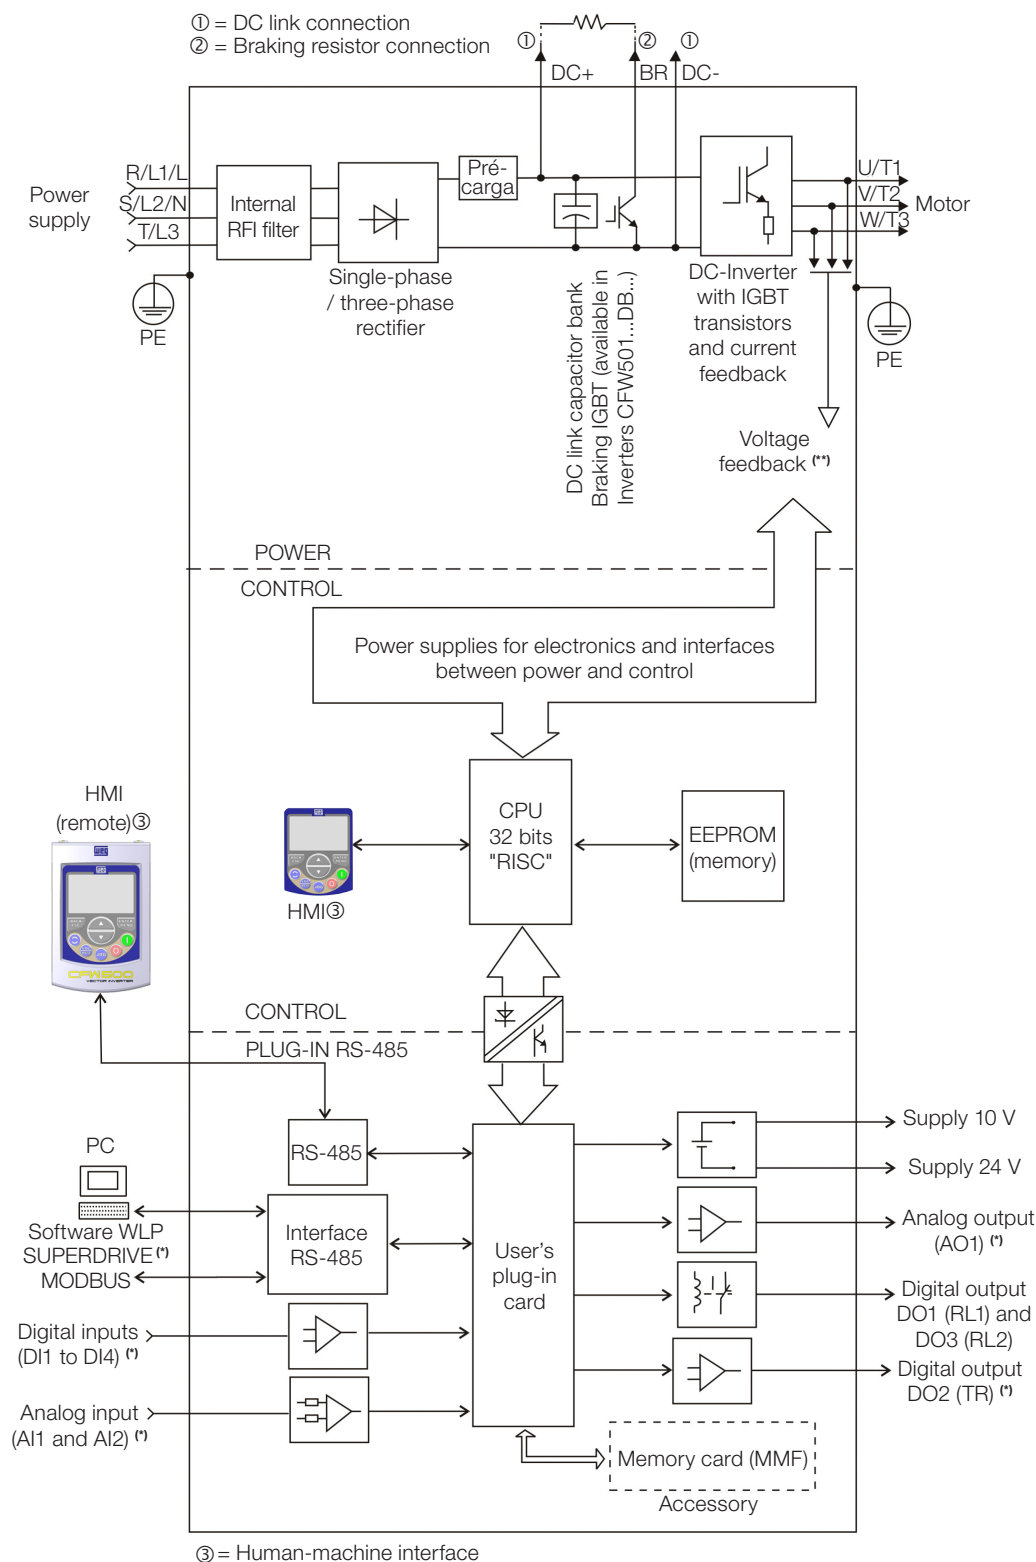 ① = DC link connection
② = Braking resistor connection
① ② ①
DC+ BR DC-
Power
supply
R/L1/L
S/L2/N
T/L3
PE
Internal
RFI filter
Single-phase
/ three-phase
rectifier
Pré-
carga
DC link capacitor bank
Braking IGBT (available in
Inverters CFW501...DB...)
DC-Inverter
with IGBT
transistors
and current
feedback
U/T1
V/T2
W/T3
Motor
PE
Voltage
feedback (**)
POWER
CONTROL
Power supplies for electronics and interfaces
between power and control
HMI
(remote)③
HMI③
CPU
32 bits
"RISC"
EEPROM
(memory)
CFW500
VECTOR INVERTER
CONTROL
PLUG-IN RS-485
RS-485
PC
Software WLP
SUPERDRIVE (*)
MODBUS
Interface
RS-485
Digital inputs
(DI1 to DI4) (*)
Analog input
(AI1 and AI2) (*)
User's
plug-in
card
Supply 10 V
Supply 24 V
Analog output
(AO1) (*)
Digital output
DO1 (RL1) and
DO3 (RL2)
Digital output
DO2 (TR) (*)
Memory card (MMF)
Accessory
③ = Human-machine interface